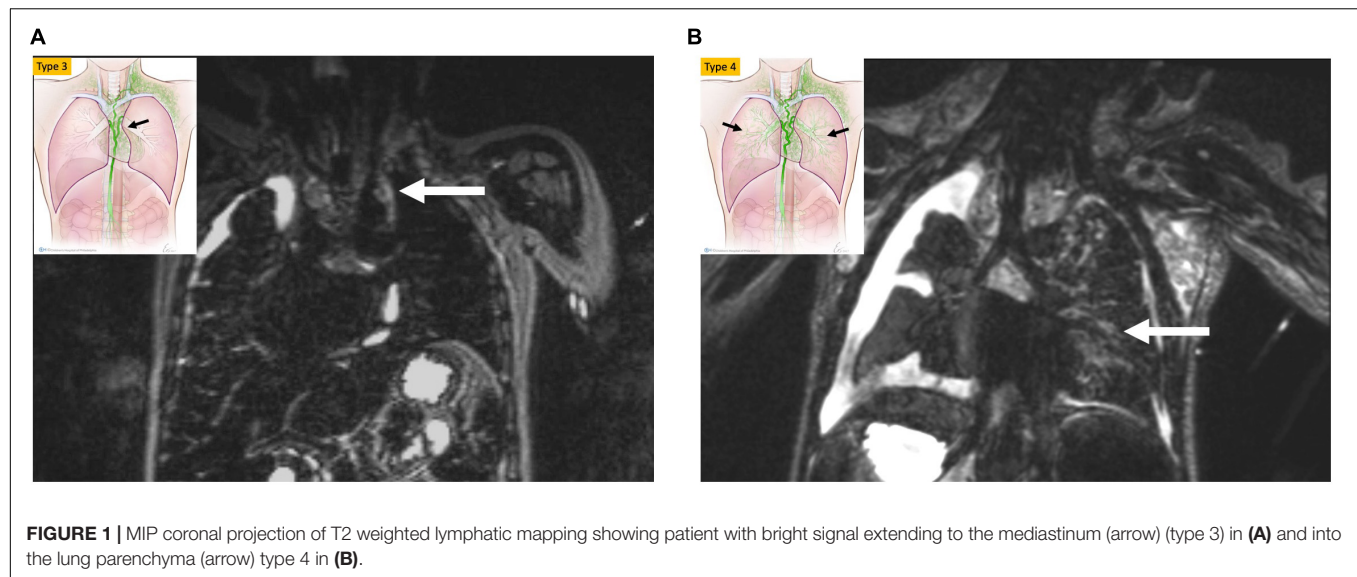 A
B
Type 3
Type 4
FIGURE 1 | MIP coronal projection of T2 weighted lymphatic mapping showing patient with bright signal extending to the mediastinum (arrow) (type 3) in (A) and into
the lung parenchyma (arrow) type 4 in (B).